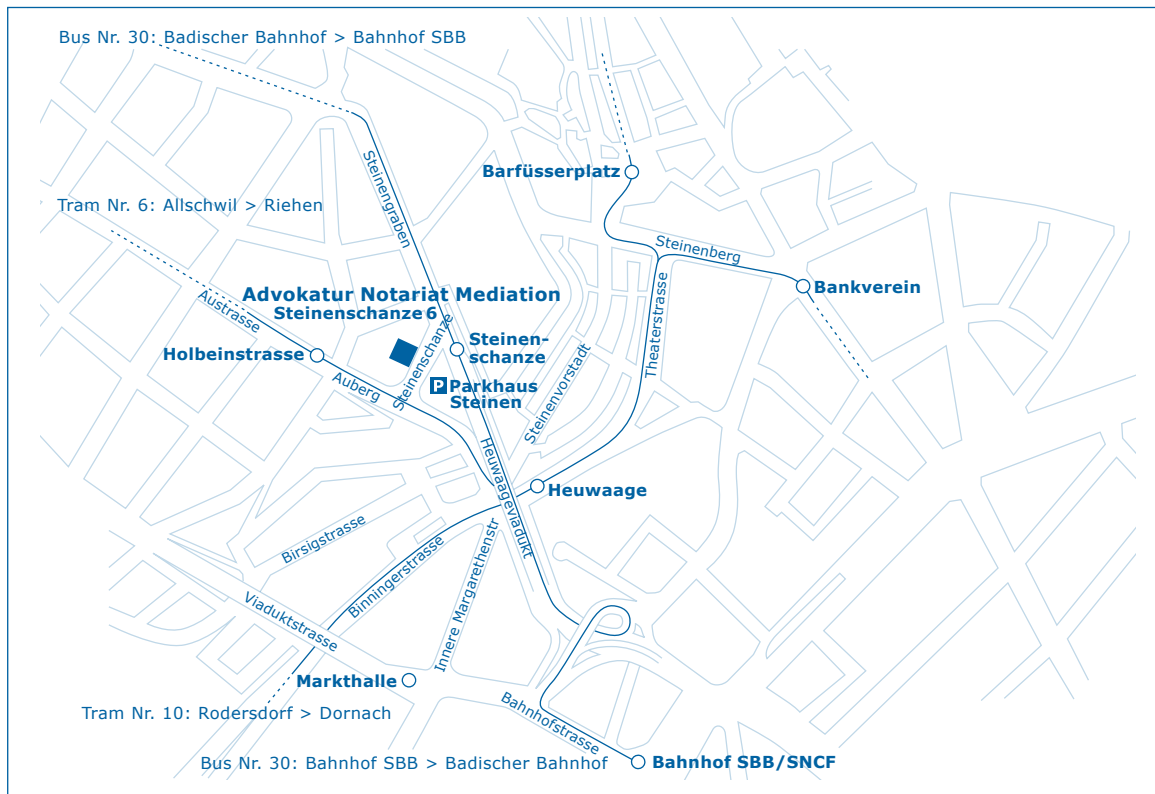 Bus Nr. 30: Badischer Bahnhof > Bahnhof SBB
Barfüsserplatz
Steinengraben
Tram Nr. 6: Allschwil > Riehen
Steinenberg
Bankverein
Advokatur Notariat Mediation
Steinenschanze 6
Austrasse
Theaterstrasse
Steinen-
schanze
Holbeinstrasse
Steinenschanze
Auberg
P Parkhaus
Steinen
Steinenvorstadt
Heuwaageviadukt
Heuwaage
Birsigstrasse
Binningerstrasse
Innere Margarethenstr
Viaduktstrasse
Markthalle
Tram Nr. 10: Rodersdorf > Dornach
Bahnhofstrasse
Bus Nr. 30: Bahnhof SBB > Badischer Bahnhof
Bahnhof SBB/SNCF